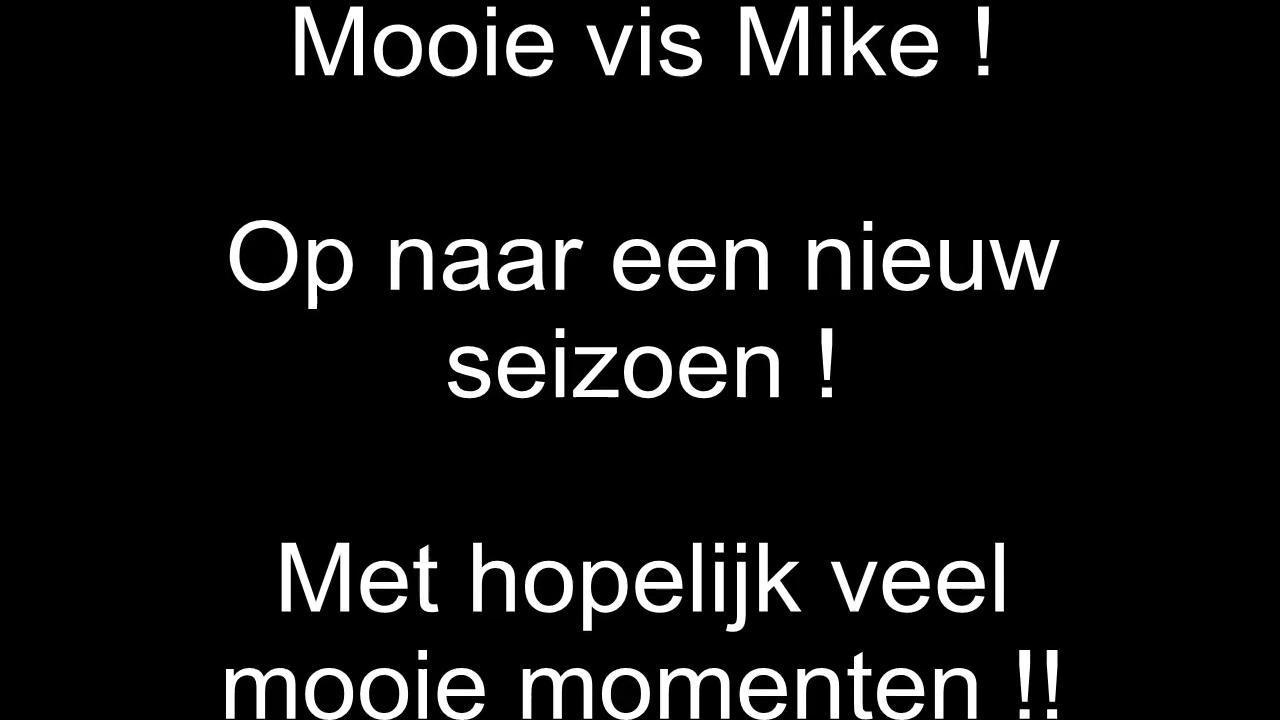 Mooie vis Mike !
Op naar een nieuw
seizoen !
Met hopelijk veel
mooie momenten !!